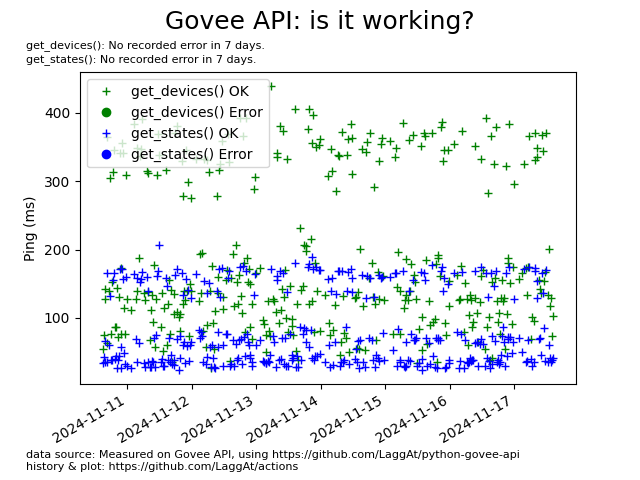 Govee API: is it working?
get_devices(): No recorded error in 7 days.
get_states(): No recorded error in 7 days.
get_devices() OK
get_devices() Error
get_states() OK
get_states() Error
Ping (ms)
400
300
200
100
2024-11-11
2024-11-12
2024-11-13
2024-11-14
2024-11-15
2024-11-16
2024-11-17
data source: Measured on Govee API, using https://github.com/LaggAt/python-govee-api
history & plot: https://github.com/LaggAt/actions